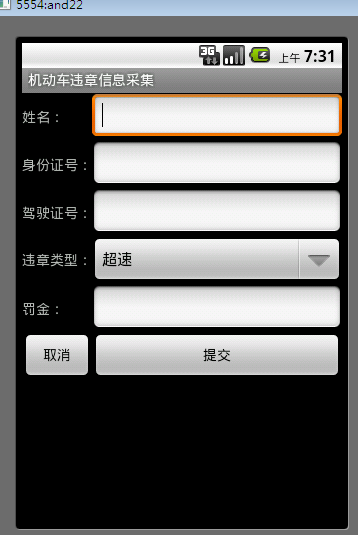 5554:and22
3G 上午 7:31
机动车违章信息采集
姓名：
身份证号：
驾驶证号：
违章类型： 超速
罚金：
取消 提交